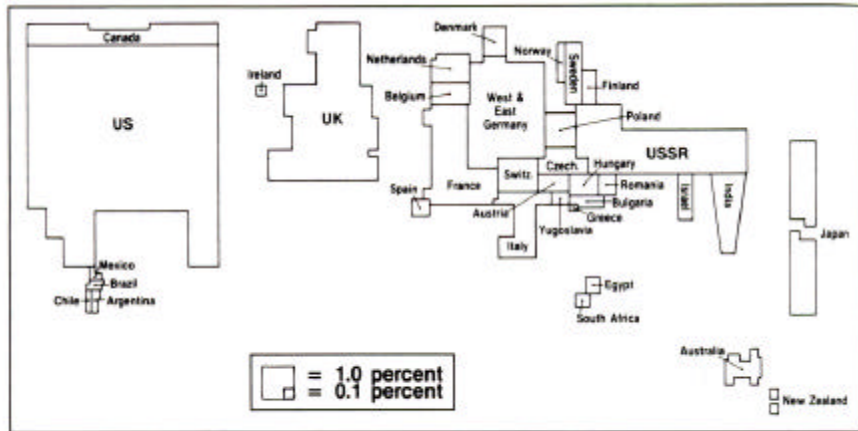 Canada
US
Mexico
Brazil
Chile
Argentina
Ireland
UK
Denmark
Netherlands
Belgium
West &
East
Germany
Norway
Sweden
Finland
Poland
USSR
Czech.
Hungary
Switz.
France
Spain
Austria
Romania
Bulgaria
Greece
Yugoslavia
Italy
Israel
India
Japan
Egypt
South Africa
Australia
New Zealand
= 1.0 percent
= 0.1 percent